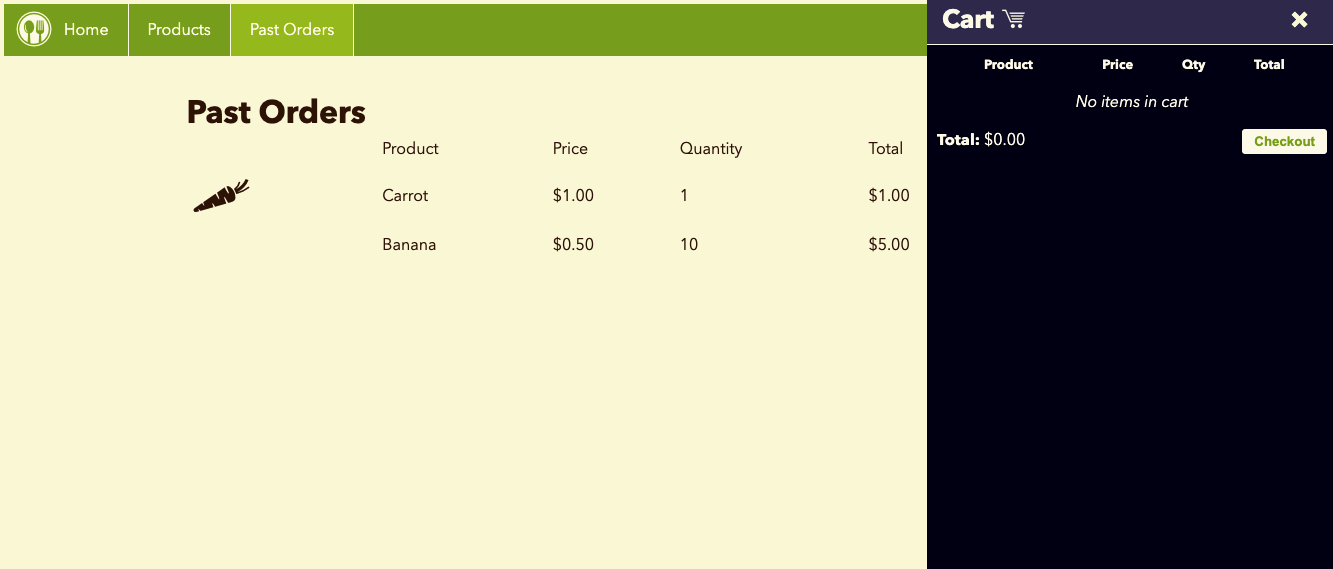 Home Products Past Orders
Past Orders
Product Price Quantity Total
Carrot $1.00 1 $1.00
Banana $0.50 10 $5.00
Cart
Product Price Qty Total
No items in cart
Total: $0.00 Checkout